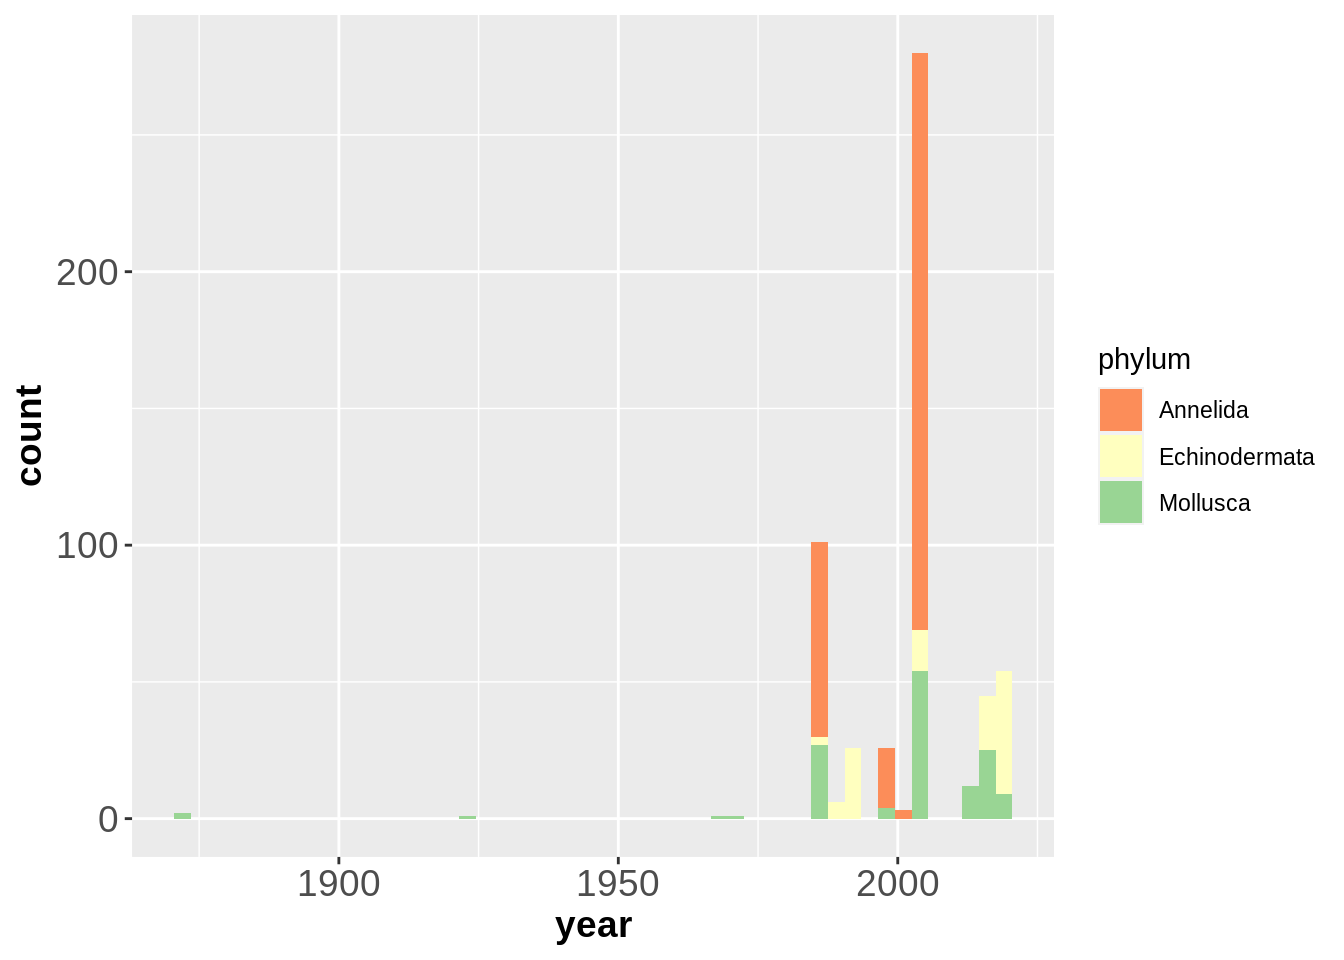 200
100
0
count
1900
1950
2000
year
phylum
Annelida
Echinodermata
Mollusca